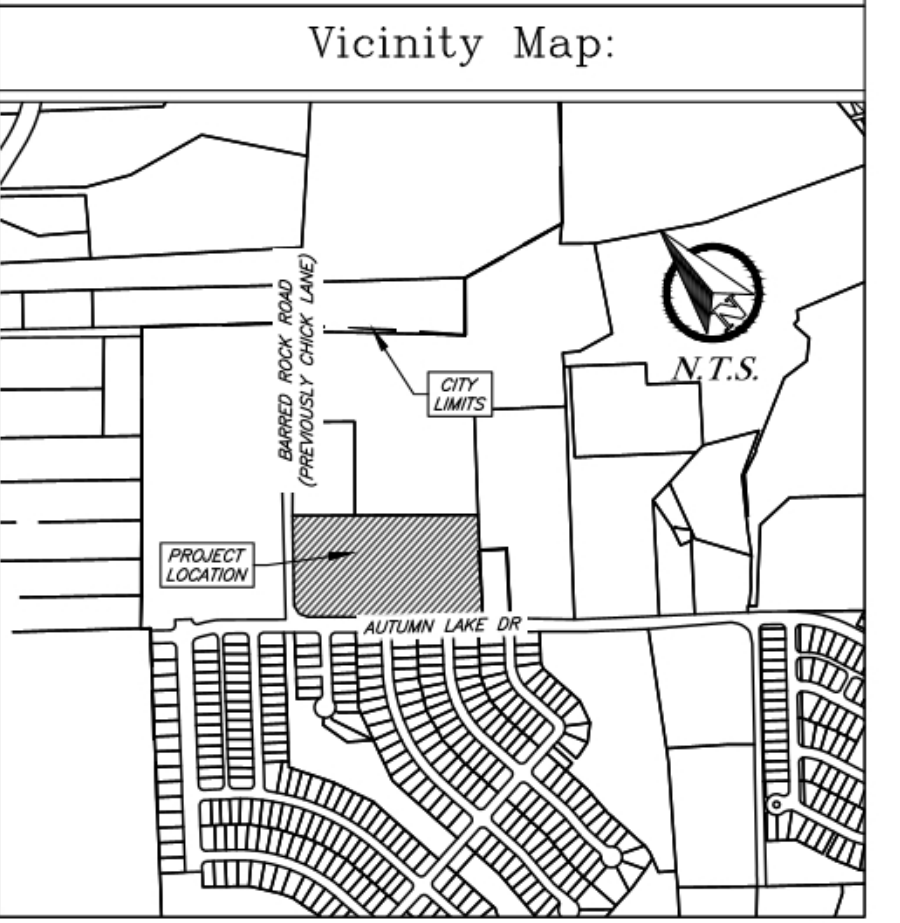 Vicinity Map:
BARRED ROCK ROAD
(PREVIOUSLY CHICK LANE)
N
N.T.S.
CITY
LIMITS
PROJECT
LOCATION
AUTUMN LAKE DR